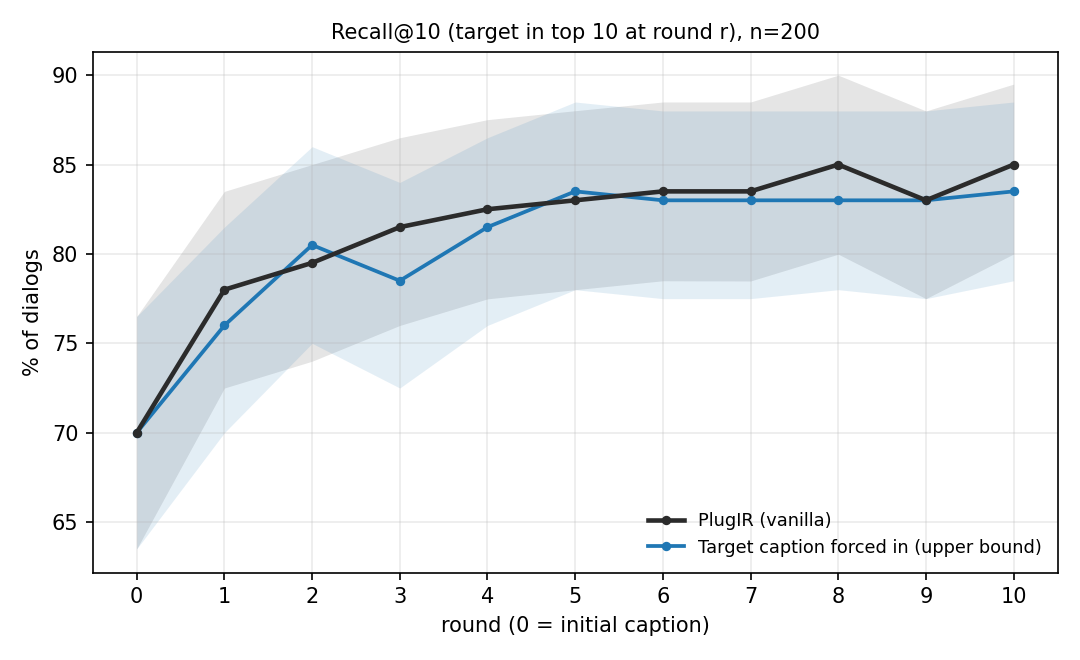 Recall@10 (target in top 10 at round r), n=200
% of dialogs
90
85
80
75
70
65
PlugIR (vanilla)
Target caption forced in (upper bound)
0 1 2 3 4 5 6 7 8 9 10
round (0 = initial caption)